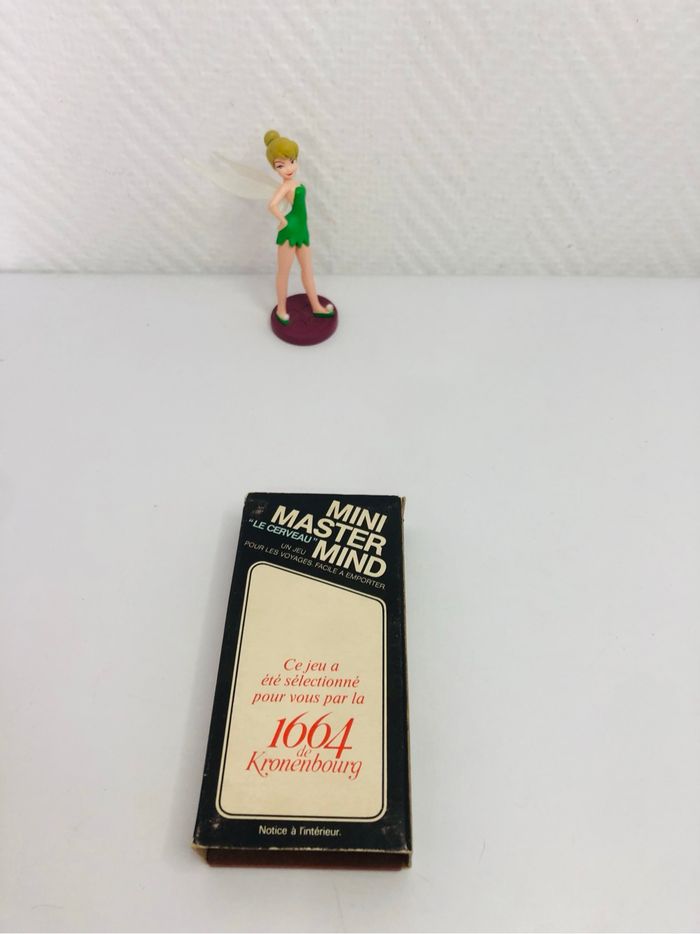 MINI
MASTER
"LE CERVEAU"
MIND
UN JEU
POUR LES VOYAGES. FACILE A EMPORTER
Ce jeu a
été sélectionné
pour vous par la
1664
de
Kronenbourg
Notice à l'intérieur.